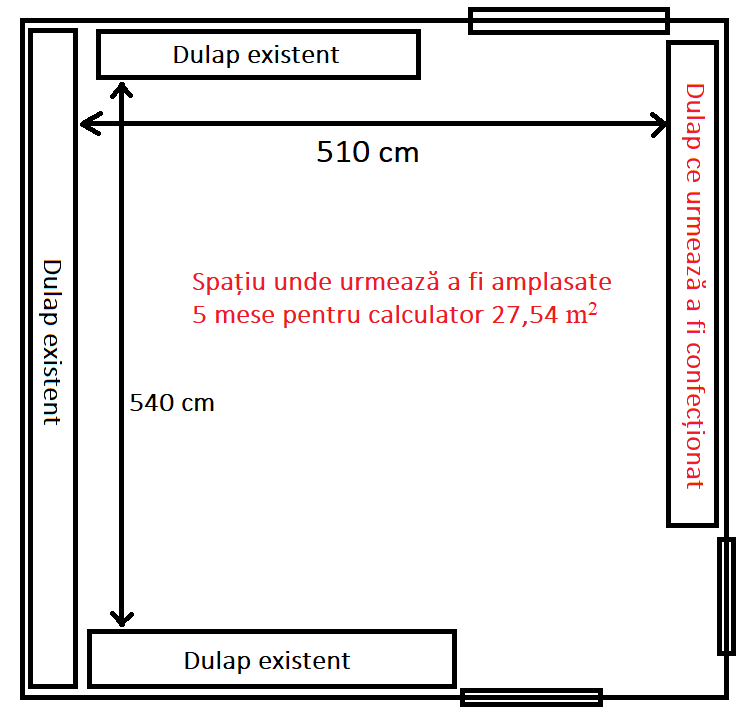 Dulap existent
510 cm
Dulap ce urmează a fi confecționat
Spațiu unde urmează a fi amplasate
5 mese pentru calculator 27,54 m²
Dulap existent
540 cm
Dulap existent